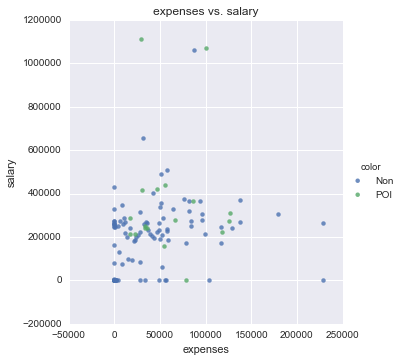 expenses vs. salary
1200000
1000000
800000
600000
400000
200000
0
−200000
salary
−50000 0 50000 100000 150000 200000 250000
expenses
color
Non
POI